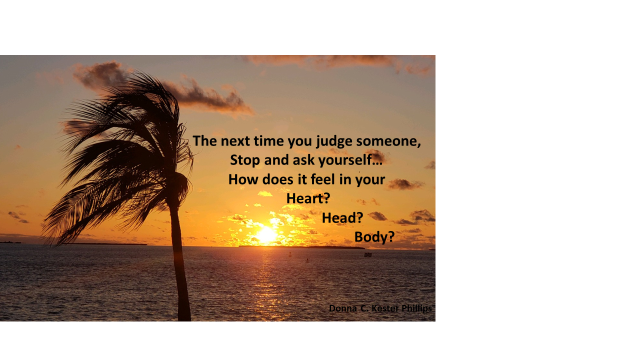 The next time you judge someone,
Stop and ask yourself...
How does it feel in your
Heart?
Head?
Body?
Donna C. Kestel Phillips